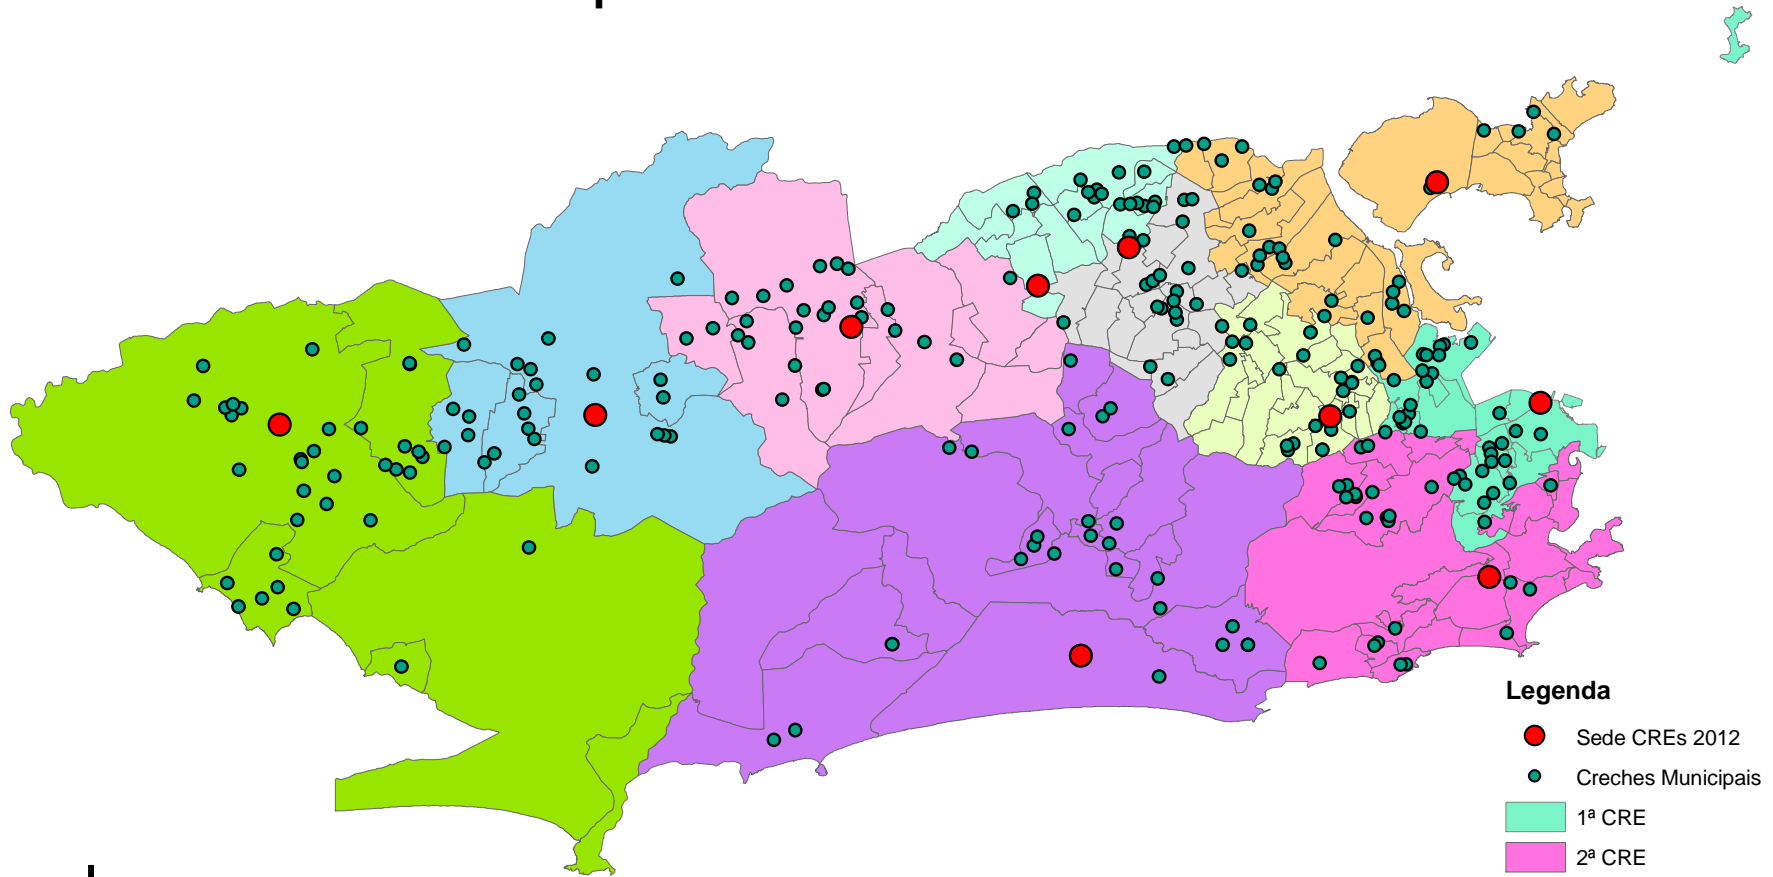 Legenda
Sede CREs 2012
Creches Municipais
1ª CRE
2ª CRE